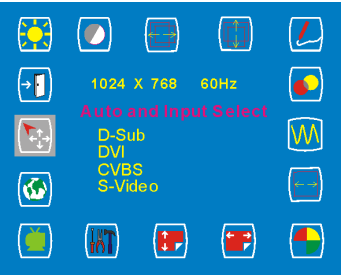 1024 X 768 60Hz
Auto and Input Select
D-Sub
DVI
CVBS
S-Video